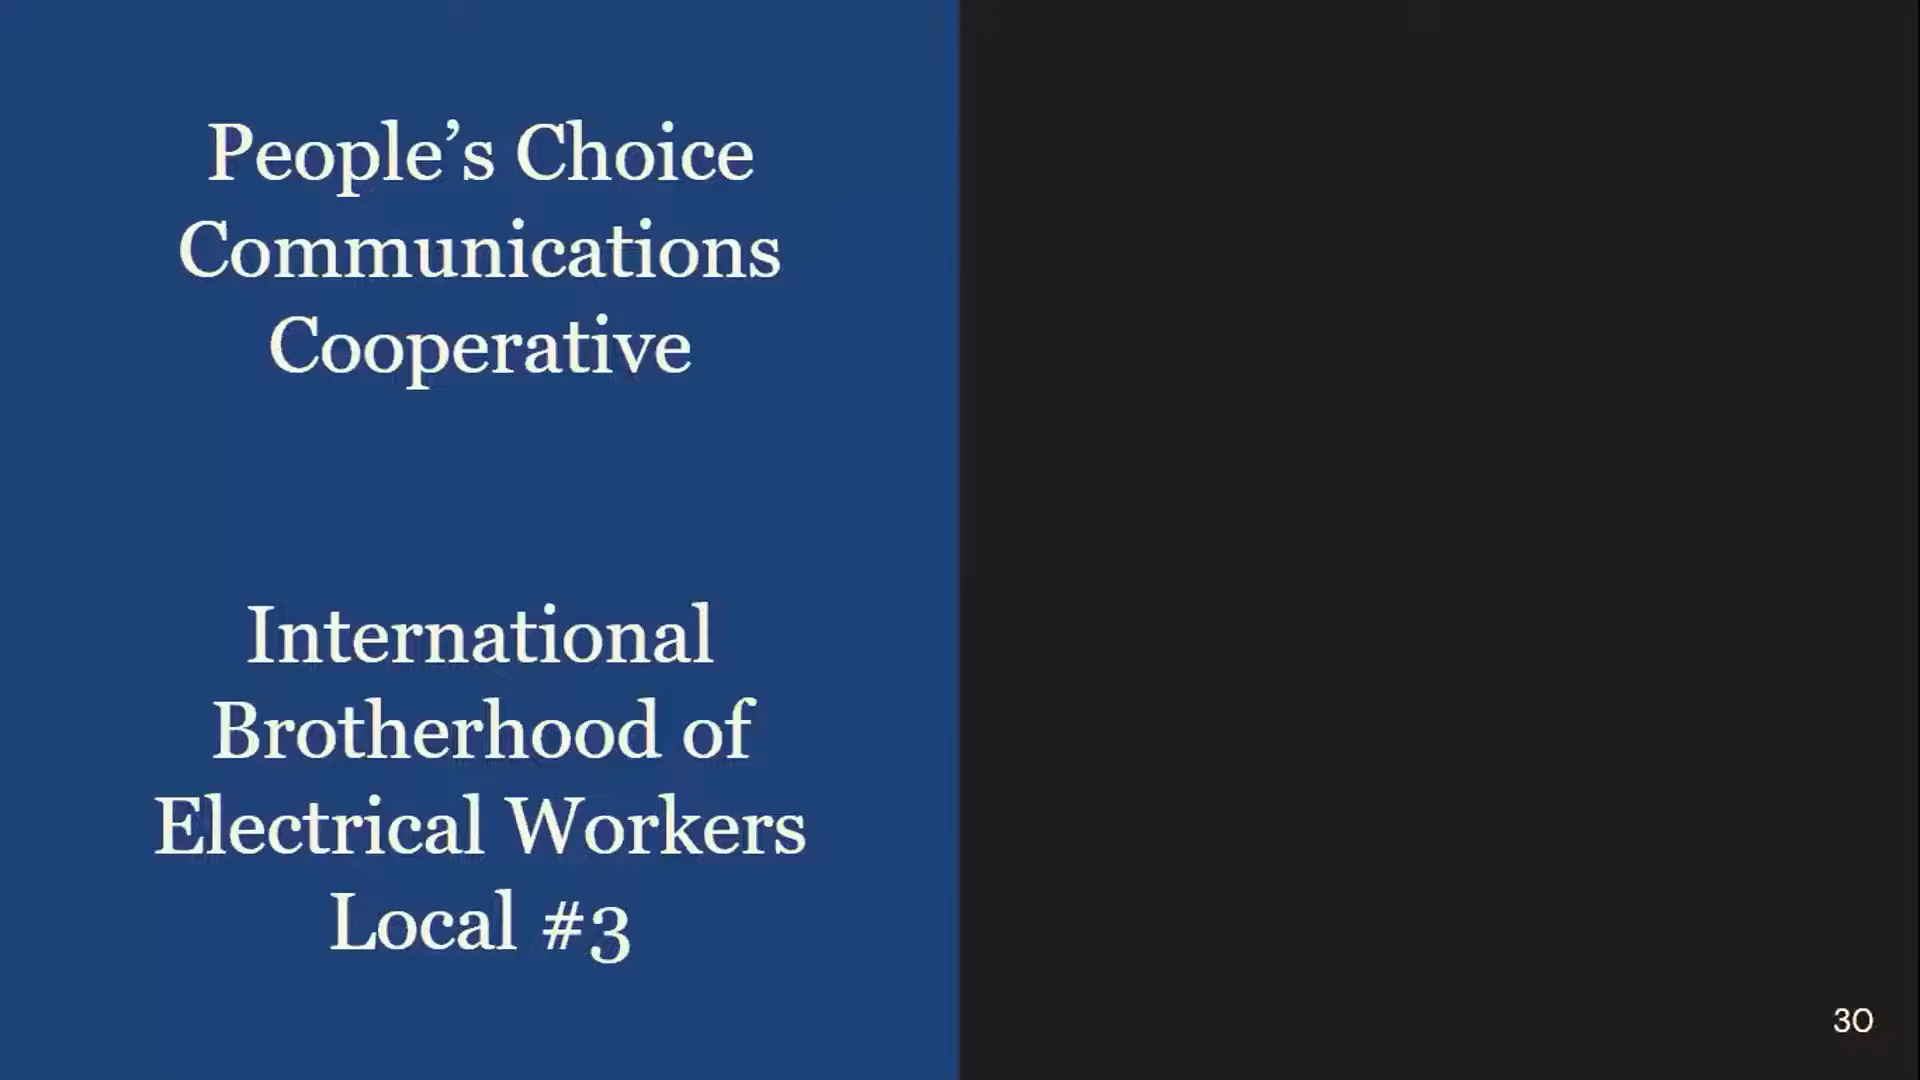 People’s Choice
Communications
Cooperative
International
Brotherhood of
Electrical Workers
Local #3
30